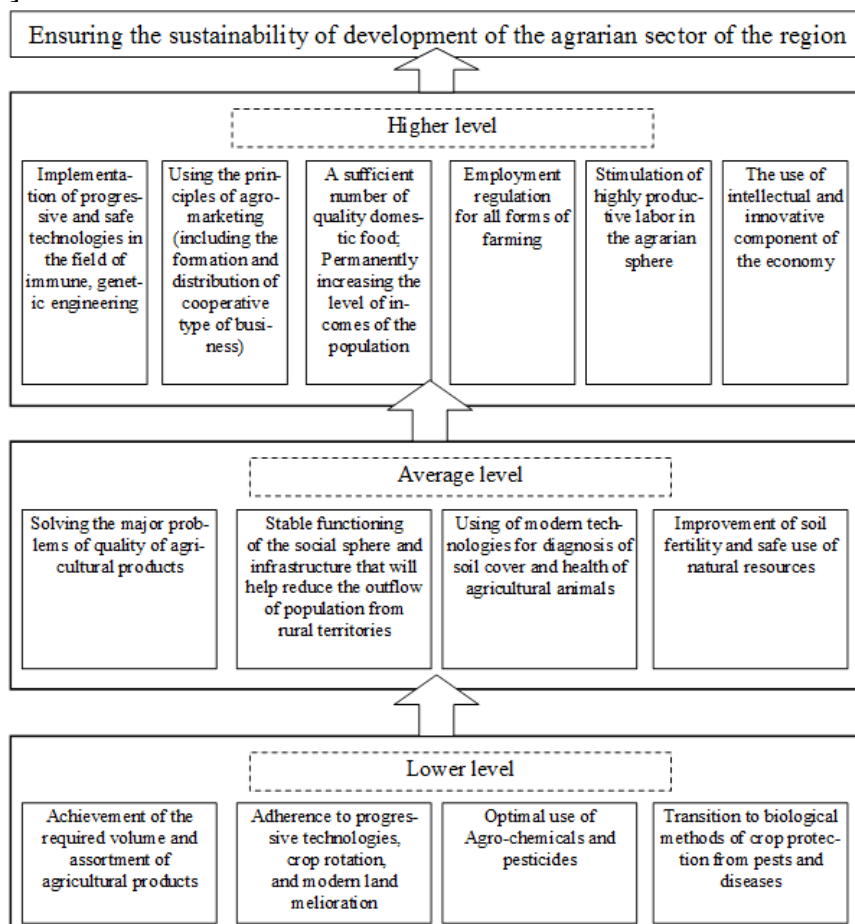 Ensuring the sustainability of development of the agrarian sector of the region
Higher level
Implementa-
tion of progres-
sive and safe
technologies in
the field of
immune, genet-
ic engineering
Using the prin-
ciples of agro-
marketing
(including the
formation and
distribution of
cooperative
type of busi-
ness)
A sufficient
number of
quality domes-
tic food;
Permanently
increasing the
level of in-
comes of the
population
Employment
regulation
for all forms of
farming
Stimulation of
highly produc-
tive labor in
the agrarian
sphere
The use of
intellectual and
innovative
component of
the economy
Average level
Solving the major prob-
lems of quality of agri-
cultural products
Stable functioning
of the social sphere and
infrastructure that will
help reduce the outflow
of population from
rural territories
Using of modern tech-
nologies for diagnosis of
soil cover and health of
agricultural animals
Improvement of soil
fertility and safe use of
natural resources
Lower level
Achievement of the
required volume and
assortment of
agricultural products
Adherence to progres-
sive technologies,
crop rotation,
and modern land
melioration
Optimal use of
Agro-chemicals and
pesticides
Transition to biological
methods of crop protec-
tion from pests and
diseases